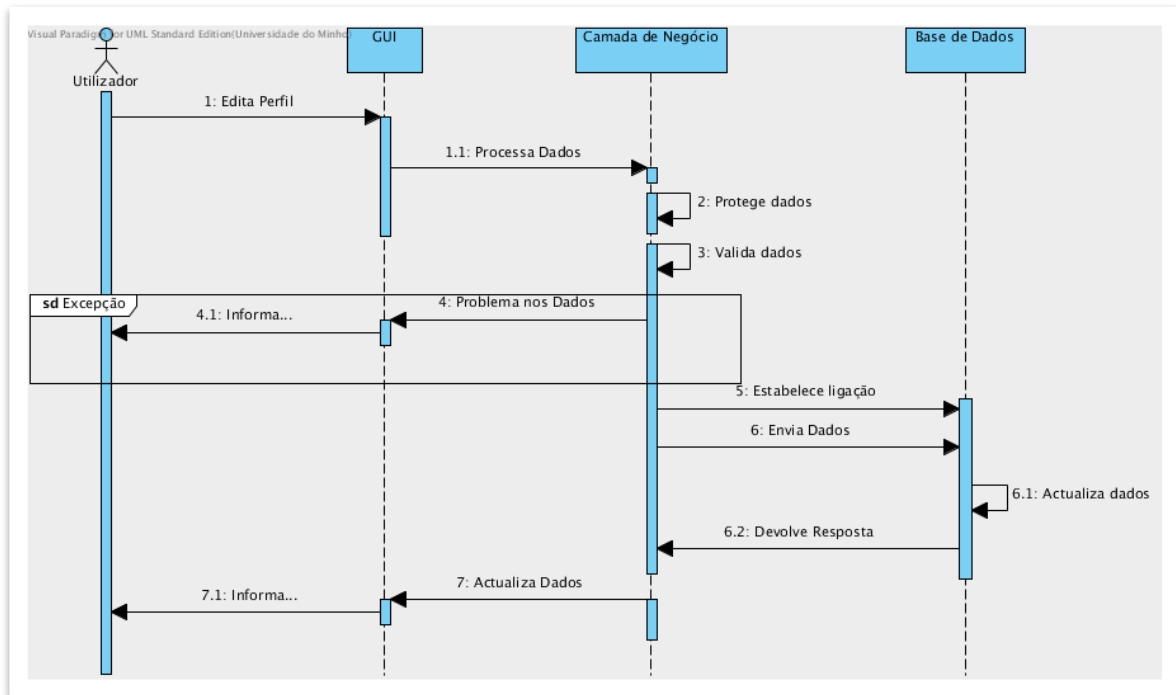 Visual Paradigm for UML Standard Edition(Universidade do Minho)
GUI
Camada de Negócio
Base de Dados
Utilizador
1: Edita Perfil
1.1: Processa Dados
2: Protege dados
3: Valida dados
sd Excepção
4: Problema nos Dados
4.1: Informa...
5: Estabelece ligação
6: Envia Dados
6.1: Actualiza dados
6.2: Devolve Resposta
7: Actualiza Dados
7.1: Informa...